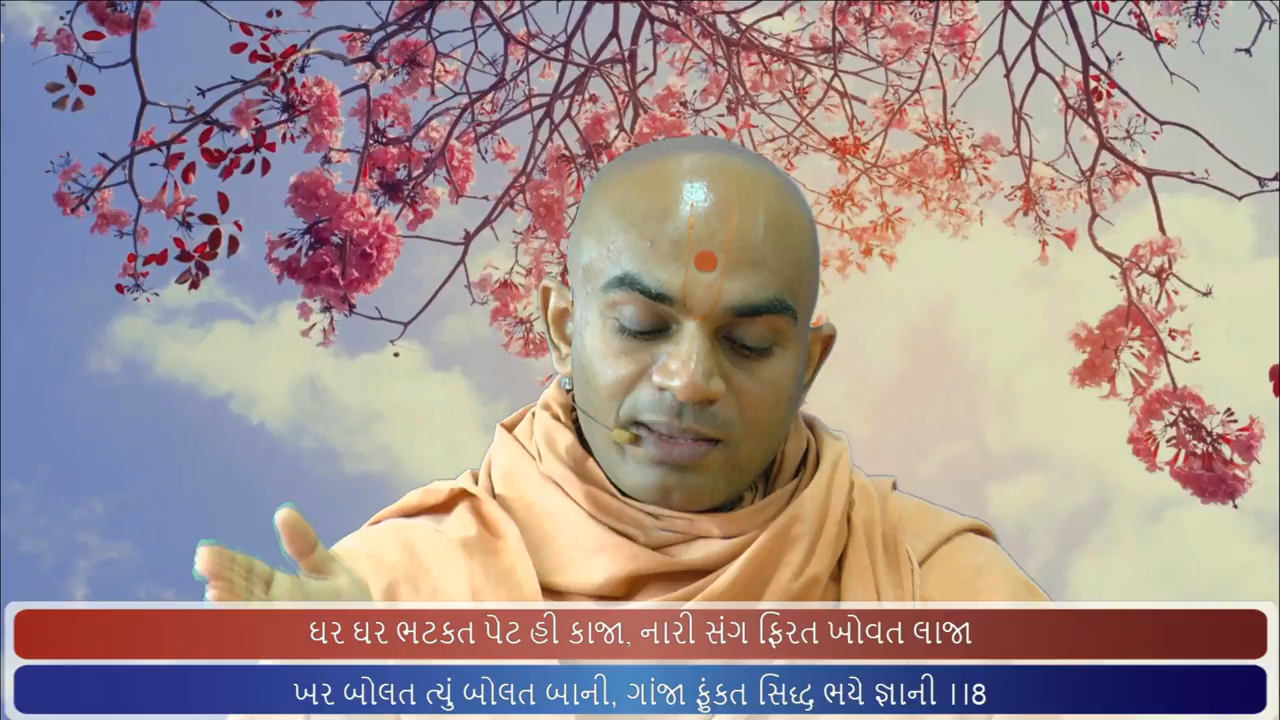 ઘર ઘર ભટકત પેટ હી કાજા, નારી સંગ ફિરત ખોવત લાજા
ખર બોલત ત્યું બોલત બાની, ગાંજા ફુંકત સિદ્ધ ભયે જ્ઞાની ।।8